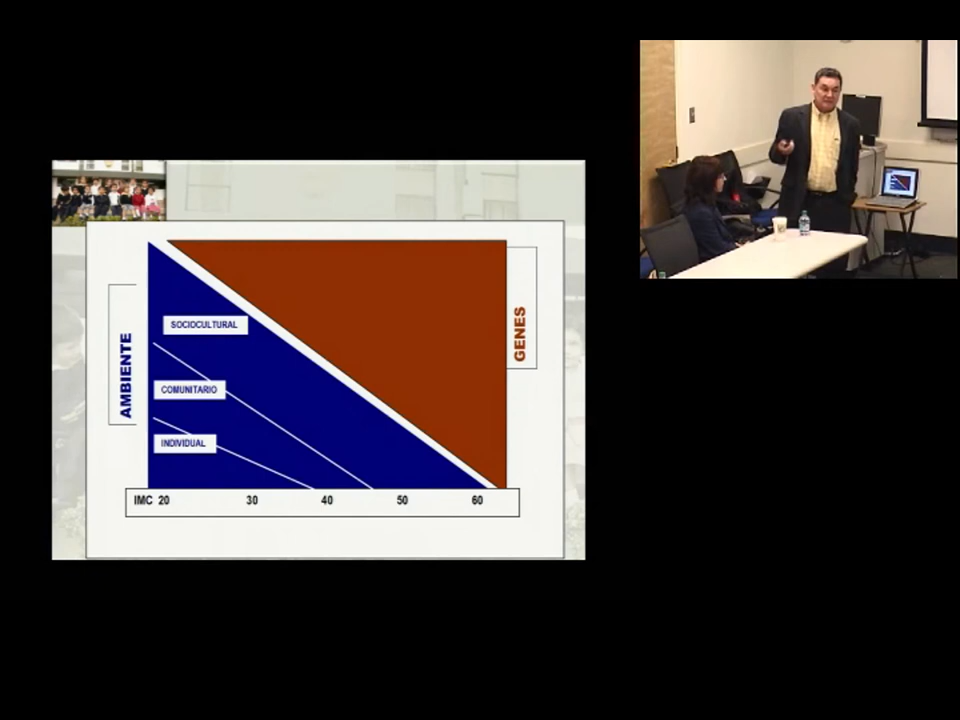 SOCIOCULTURAL
AMBIENTE
COMUNITARIO
INDIVIDUAL
GENES
IMC 20 30 40 50 60